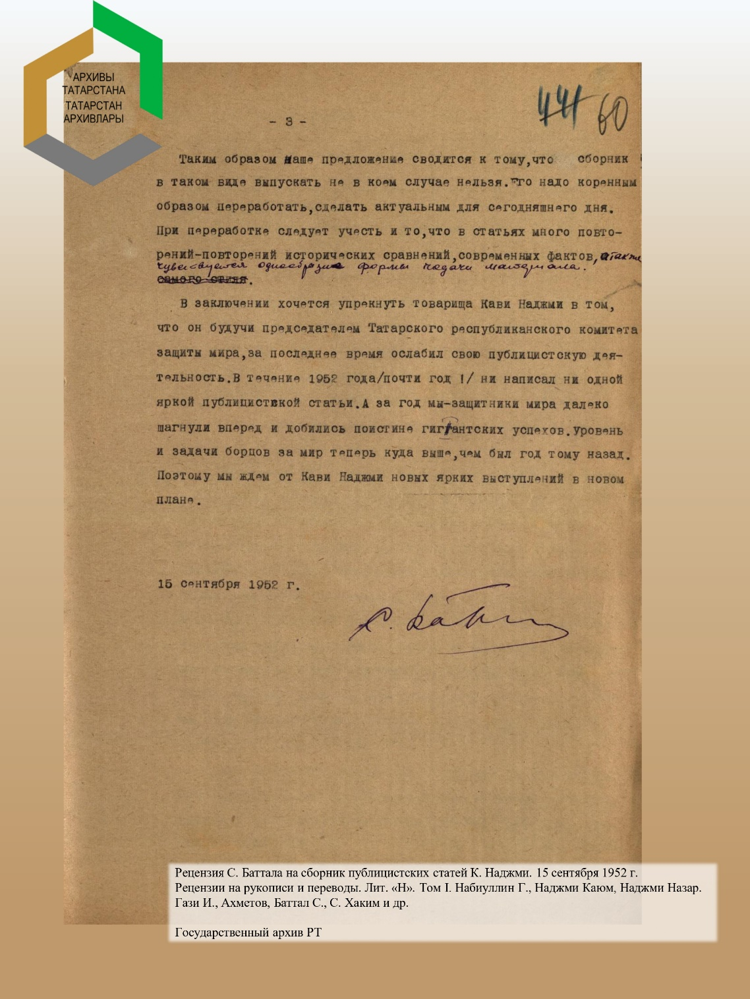 АРХИВЫ
ТАТАРСТАНА
ТАТАРСТАН
АРХИВЛАРЫ
441 60
- 3 -
Таким образом наше предложение сводится к тому,что сборник
в таком виде выпускать не в коем случае нельзя.Его надо коренным
образом переработать,сделать актуальным для сегодняшнего дня.
При переработке следует учесть и то,что в статьях много повто-
рений-повторений исторических сравнений,современных фактов, а также
чувствуется однообразие формы подачи материала.
самого стиля.
В заключении хочется упрекнуть товарища Кави Наджми в том,
что он будучи председателем Татарского республиканского комитета
защиты мира,за последнее время ослабил свою публицистскую дея-
тельность.В течение 1952 года/почти год !/ ни написал ни одной
яркой публицистской статьи.А за год мы-защитники мира далеко
шагнули вперед и добились поистине гигантских успехов.Уровень
и задачи борцов за мир теперь куда выше,чем был год тому назад.
Поэтому мы ждем от Кави Наджми новых ярких выступлений в новом
плане.
15 сентября 1952 г.
С. Баттал
Рецензия С. Баттала на сборник публицистских статей К. Наджми. 15 сентября 1952 г.
Рецензии на рукописи и переводы. Лит. «Н». Том I. Набиуллин Г., Наджми Каюм, Наджми Назар.
Гази И., Ахметов, Баттал С., С. Хаким и др.
Государственный архив РТ